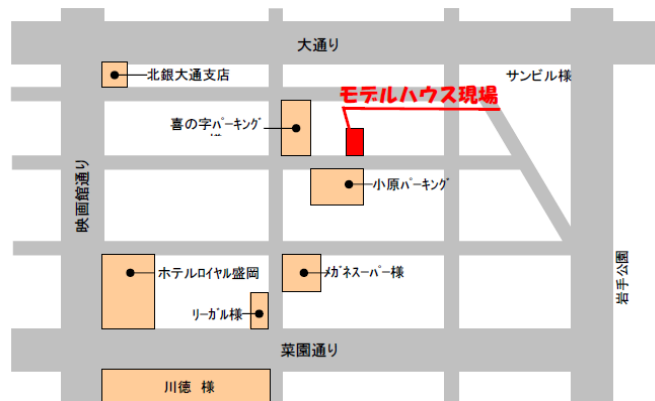 大通り
北銀大通支店
サンビル様
モデルハウス現場
喜の字ﾊﾟｰｷﾝｸﾞ
様
小原ﾊﾟｰｷﾝｸﾞ
映画館通り
ホテルロイヤル盛岡
ﾒｶﾞﾈｽｰﾊﾟｰ様
岩手公園
ﾘｰｶﾞﾙ様
菜園通り
川徳 様